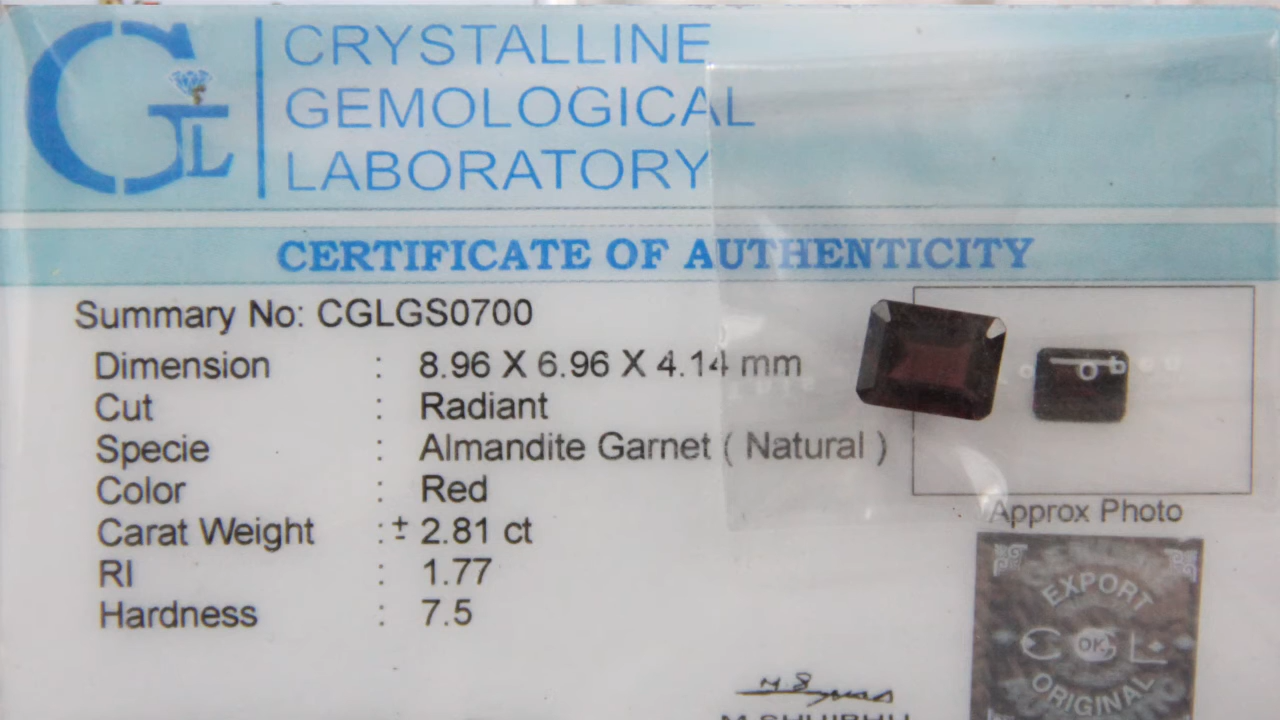 GL
CRYSTALLINE
GEMOLOGICAL
LABORATORY
CERTIFICATE OF AUTHENTICITY
Summary No: CGLGS0700
Dimension : 8.96 X 6.96 X 4.14 mm
Cut : Radiant
Specie : Almandite Garnet ( Natural )
Color : Red
Carat Weight :± 2.81 ct
RI : 1.77
Hardness : 7.5
Approx Photo
EXPORT
C OK L
ORIGINAL